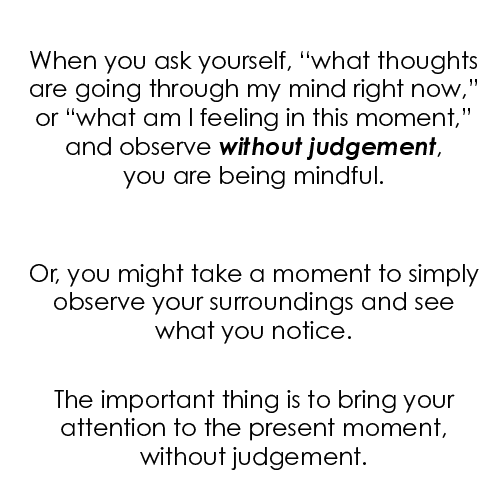 When you ask yourself, “what thoughts
are going through my mind right now,”
or “what am I feeling in this moment,”
and observe without judgement,
you are being mindful.
Or, you might take a moment to simply
observe your surroundings and see
what you notice.
The important thing is to bring your
attention to the present moment,
without judgement.